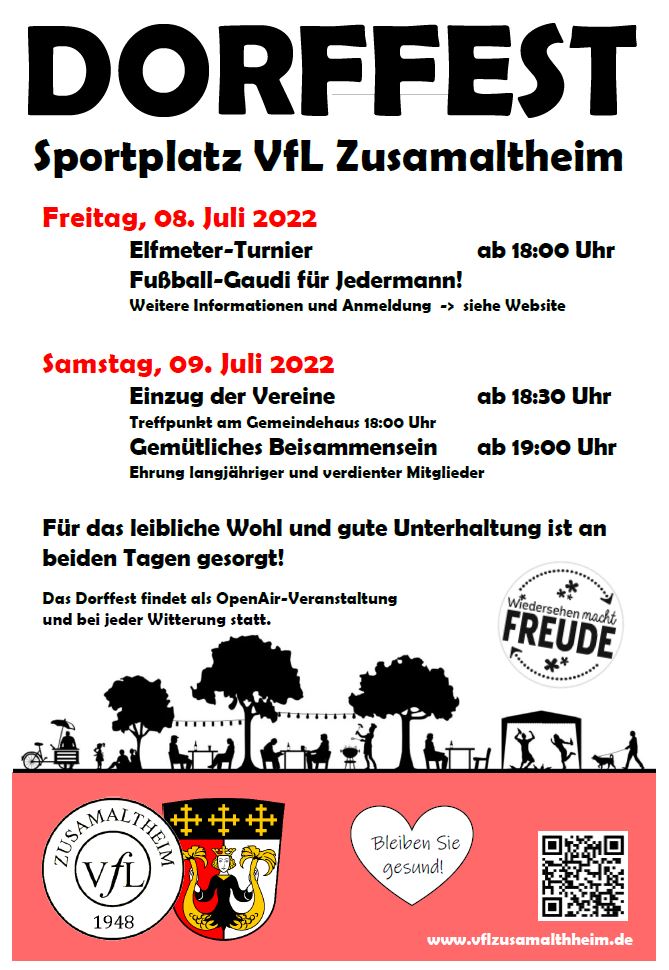 DORFFEST
Sportplatz VfL Zusamaltheim
Freitag, 08. Juli 2022
Elfmeter-Turnier ab 18:00 Uhr
Fußball-Gaudi für Jedermann!
Weitere Informationen und Anmeldung -> siehe Website
Samstag, 09. Juli 2022
Einzug der Vereine ab 18:30 Uhr
Treffpunkt am Gemeindehaus 18:00 Uhr
Gemütliches Beisammensein ab 19:00 Uhr
Ehrung langjähriger und verdienter Mitglieder
Für das leibliche Wohl und gute Unterhaltung ist an
beiden Tagen gesorgt!
Das Dorffest findet als OpenAir-Veranstaltung
und bei jeder Witterung statt.
Wiedersehen macht
FREUDE
ZUSAMALTHEIM
VfL
1948
Bleiben Sie
gesund!
www.vflzusamalthheim.de